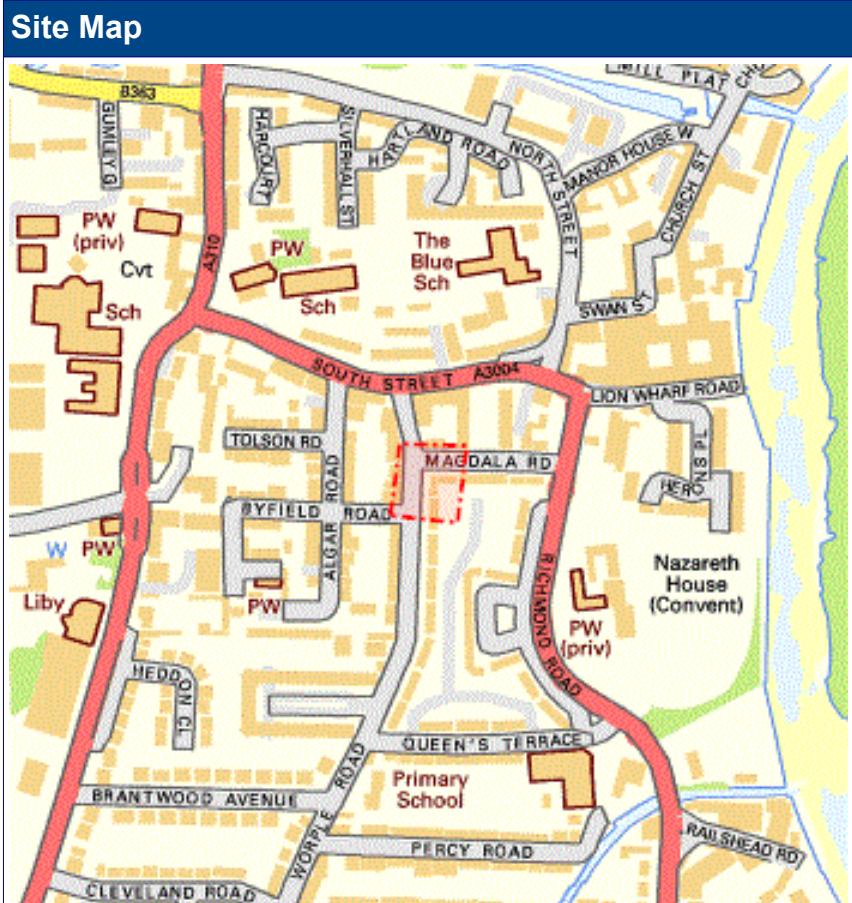 Site Map
B363
MILL PLAT
CHU
GUMLEY G
HARCOURT
SILVERHALL ST
HARTLAND ROAD
NORTH STREET
MANOR HOUSE W
CHURCH ST
PW
(priv)
Cvt
Sch
A310
PW
Sch
The
Blue
Sch
SWAN ST
SOUTH STREET A3004
LION WHARF ROAD
TOLSON RD
MAGDALA RD
HERONS PL
BYFIELD ROAD
ALGAR ROAD
W
PW
Liby
PW
RICHMOND ROAD
PW
(priv)
Nazareth
House
(Convent)
HEDDON CL
QUEEN'S TERRACE
Primary
School
BRANTWOOD AVENUE
WORPLE ROAD
PERCY ROAD
RAILSHEAD RD
CLEVELAND ROAD